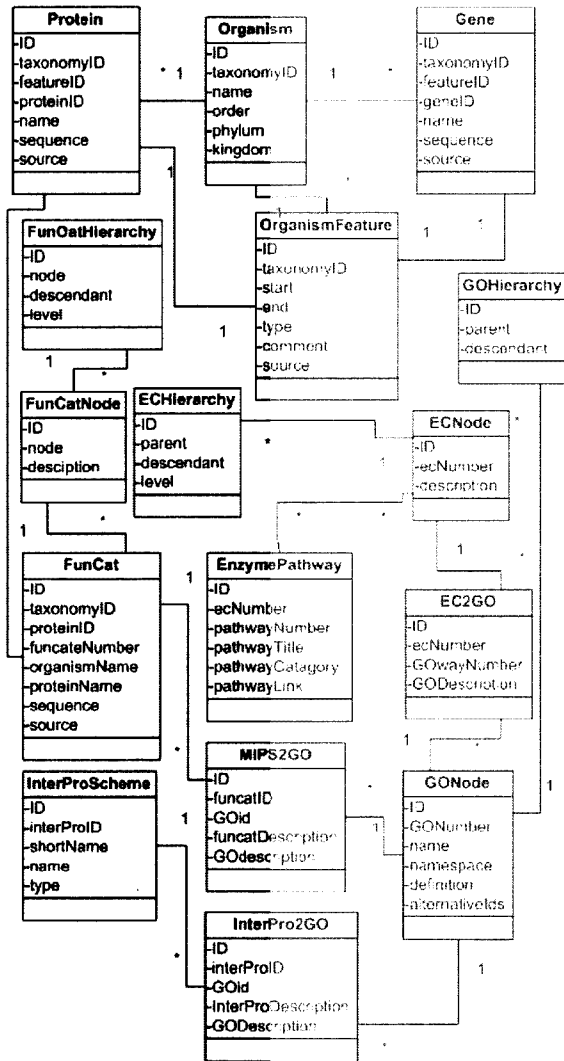 Protein
-ID
-taxonomyID
-featureID
-proteinID
-name
-sequence
-source
Organism
-ID
-taxonomyID
-name
-order
-phylum
-kingdom
Gene
-ID
-taxonomyID
-featureID
-geneID
-name
-sequence
-source
* 1
1 *
1
1
1 1
1
FunOatHierarchy
-ID
-node
-descendant
-level
OrganismFeature
-ID
-taxonomyID
-start
-end
-type
-comment
-source
GOHierarchy
-ID
-parent
-descendant
1
*
FunCatNode
-ID
-node
-desciption
ECHierarchy
-ID
-parent
-descendant
-level
ECNode
-ID
-ecNumber
-description
*
1
*
*
1
*
*
1
1
FunCat
-ID
-taxonomyID
-proteinID
-funcateNumber
-organismName
-proteinName
-sequence
-source
EnzymePathway
-ID
-ecNumber
-pathwayNumber
-pathwayTitle
-pathwayCatagory
-pathwayLink
EC2GO
-ID
-ecNumber
-GOwayNumber
-GODescription
*
1
1
InterProScheme
-ID
-interProID
-shortName
-name
-type
MIPS2GO
-ID
-funcatID
-GOid
-funcatDescription
-GOdescription
GONode
-ID
-GONumber
-name
-namespace
-definition
-alternativeIds
1
1
*
1
InterPro2GO
-ID
-interProID
-GOid
-InterProDescription
-GODescription